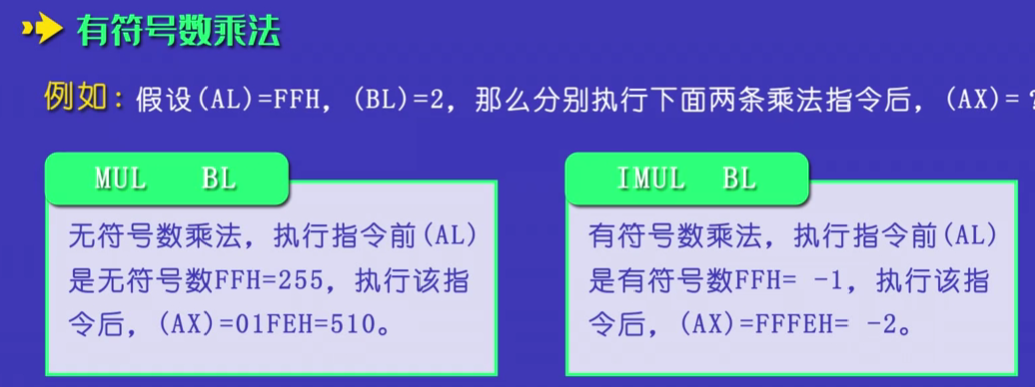 有符号数乘法
例如：假设(AL)=FFH，(BL)=2，那么分别执行下面两条乘法指令后，(AX)=?
MUL BL
无符号数乘法，执行指令前(AL)
是无符号数FFH=255，执行该指
令后，(AX)=01FEH=510。
IMUL BL
有符号数乘法，执行指令前(AL)
是有符号数FFH= -1，执行该指
令后，(AX)=FFFEH= -2。